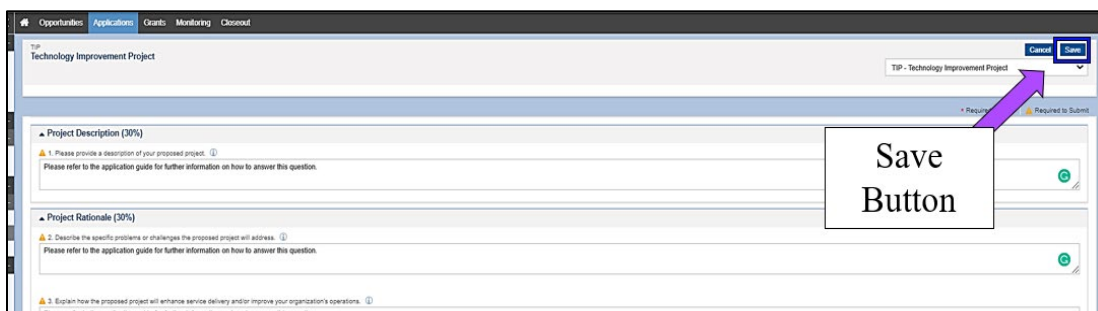 Opportunities Applications Grants Monitoring Closeout
TIP
Technology Improvement Project
Cancel Save
TIP - Technology Improvement Project
Required to Submit
Project Description (30%)
1. Please provide a description of your proposed project.
Please refer to the application guide for further information on how to answer this question.
Save
Button
Project Rationale (30%)
2. Describe the specific problems or challenges the proposed project will address.
Please refer to the application guide for further information on how to answer this question.
3. Explain how the proposed project will enhance service delivery and/or improve your organization's operations.